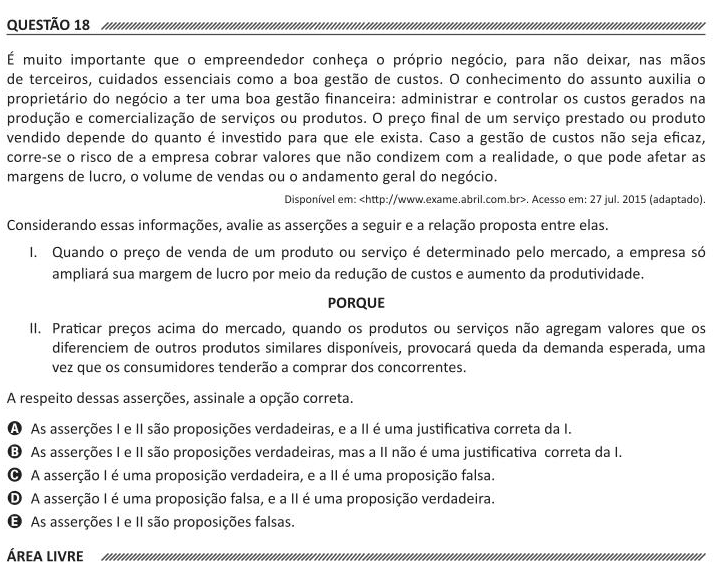 QUESTÃO 18
É muito importante que o empreendedor conheça o próprio negócio, para não deixar, nas mãos
de terceiros, cuidados essenciais como a boa gestão de custos. O conhecimento do assunto auxilia o
proprietário do negócio a ter uma boa gestão financeira: administrar e controlar os custos gerados na
produção e comercialização de serviços ou produtos. O preço final de um serviço prestado ou produto
vendido depende do quanto é investido para que ele exista. Caso a gestão de custos não seja eficaz,
corre-se o risco de a empresa cobrar valores que não condizem com a realidade, o que pode afetar as
margens de lucro, o volume de vendas ou o andamento geral do negócio.
Disponível em: <http://www.exame.abril.com.br>. Acesso em: 27 jul. 2015 (adaptado).
Considerando essas informações, avalie as asserções a seguir e a relação proposta entre elas.
I. Quando o preço de venda de um produto ou serviço é determinado pelo mercado, a empresa só
ampliará sua margem de lucro por meio da redução de custos e aumento da produtividade.
PORQUE
II. Praticar preços acima do mercado, quando os produtos ou serviços não agregam valores que os
diferenciem de outros produtos similares disponíveis, provocará queda da demanda esperada, uma
vez que os consumidores tenderão a comprar dos concorrentes.
A respeito dessas asserções, assinale a opção correta.
A As asserções I e II são proposições verdadeiras, e a II é uma justificativa correta da I.
B As asserções I e II são proposições verdadeiras, mas a II não é uma justificativa correta da I.
C A asserção I é uma proposição verdadeira, e a II é uma proposição falsa.
D A asserção I é uma proposição falsa, e a II é uma proposição verdadeira.
E As asserções I e II são proposições falsas.
ÁREA LIVRE